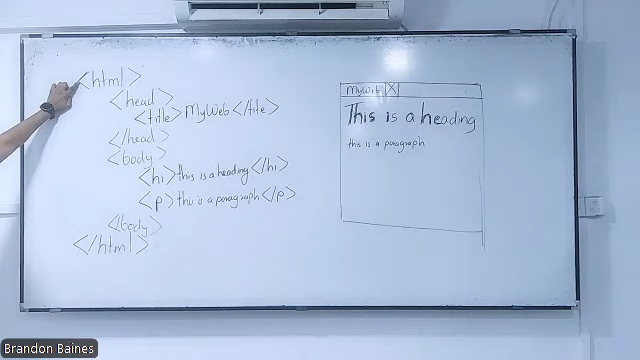 <html>
<head>
<title> MyWeb </title>
</head>
<body>
<h1> this is a heading </h1>
<p> this is a paragraph </p>
</body>
</html>
MyWeb X
This is a heading
this is a paragraph
Brandon Baines